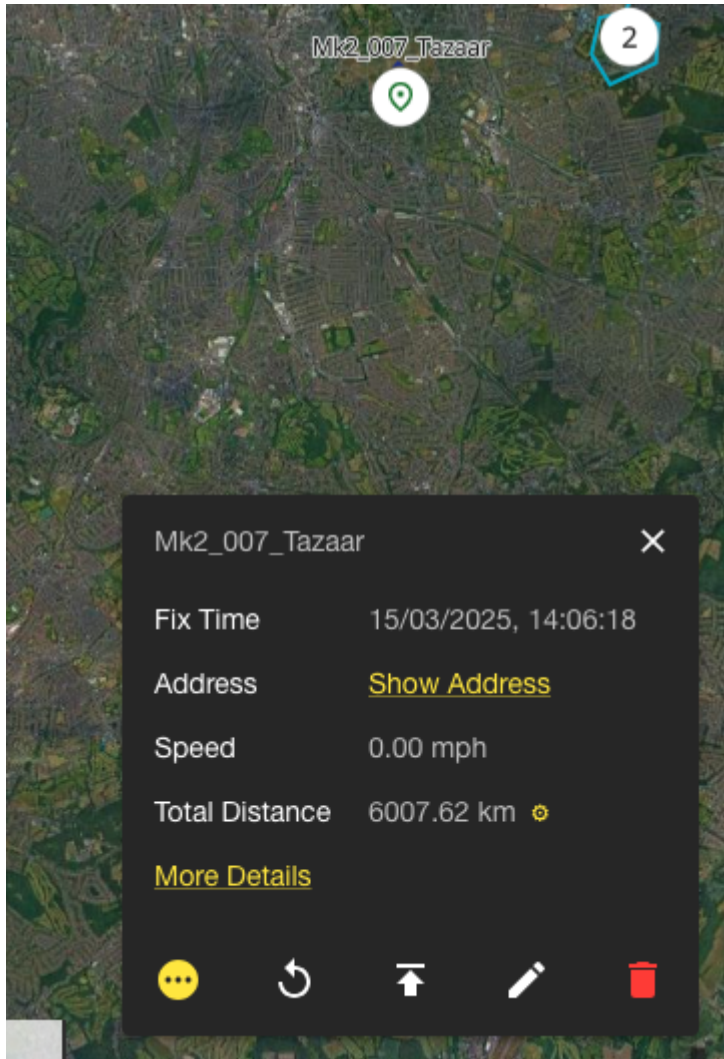 Mk2_007_Tazaar
2
Mk2_007_Tazaar
Fix Time 15/03/2025, 14:06:18
Address Show Address
Speed 0.00 mph
Total Distance 6007.62 km
More Details